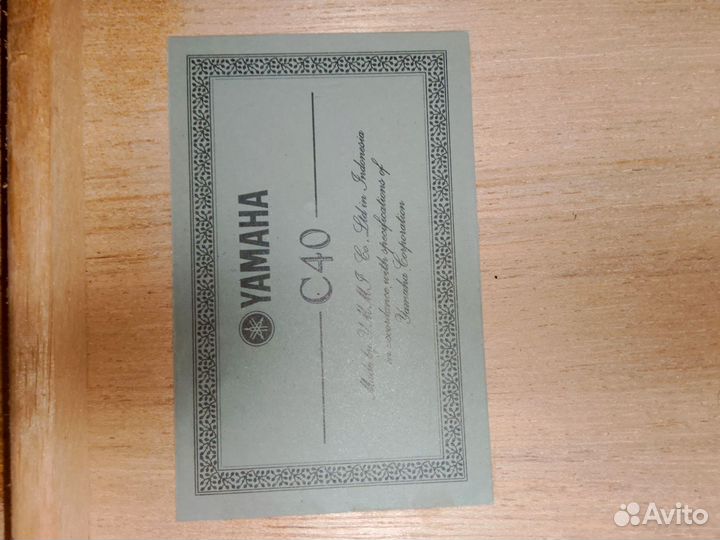 YAMAHA
C40
Made by Y.M.M.I Co., Ltd in Indonesia
in accordance, with specifications of
Yamaha Corporation
Avito